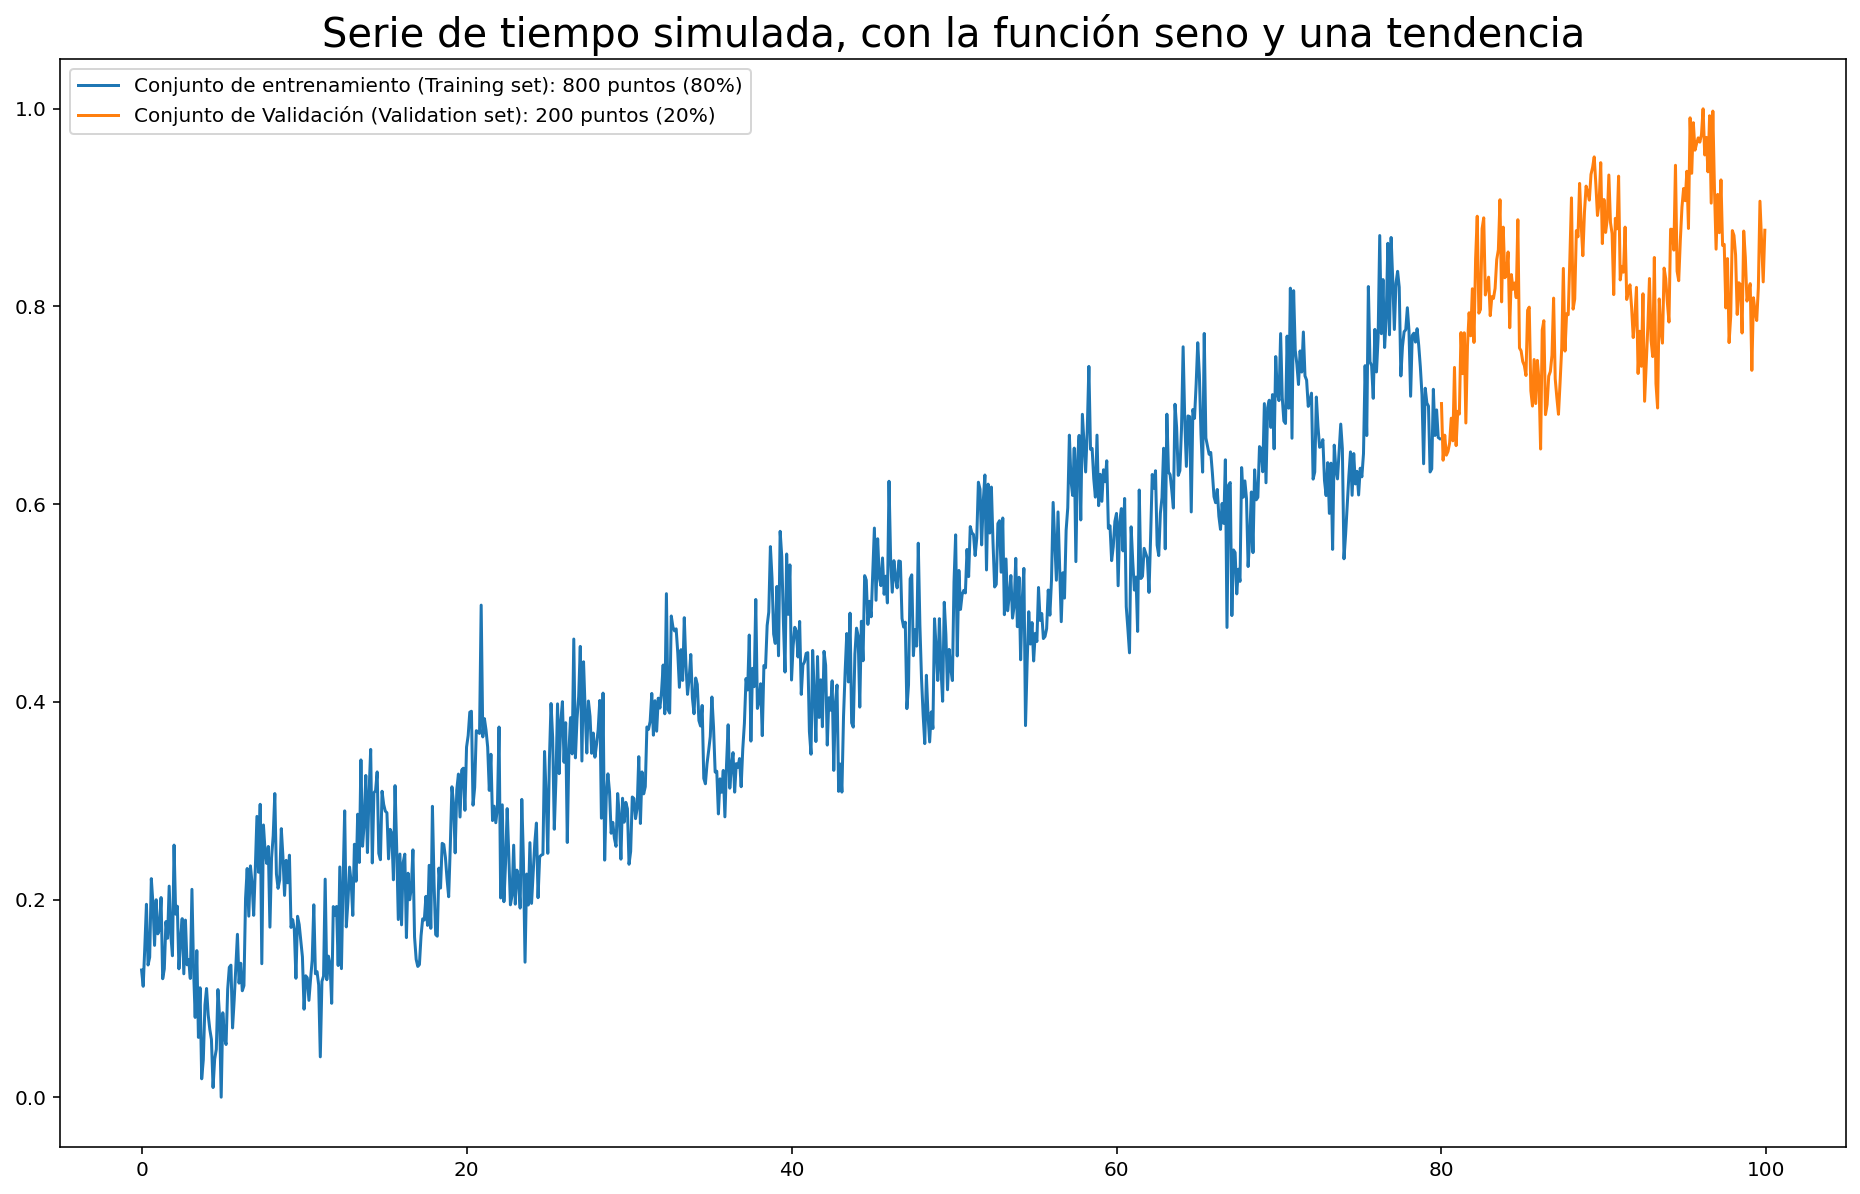 Serie de tiempo simulada, con la función seno y una tendencia
Conjunto de entrenamiento (Training set): 800 puntos (80%)
Conjunto de Validación (Validation set): 200 puntos (20%)
1.0
0.8
0.6
0.4
0.2
0.0
0 20 40 60 80 100